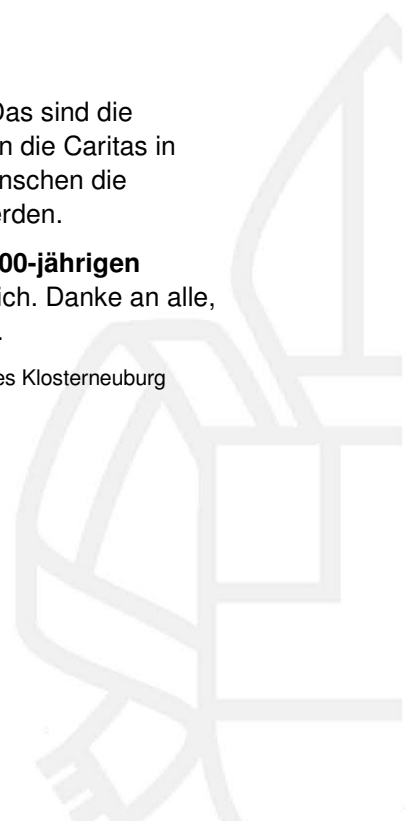 Das sind die
n die Caritas in
nschen die
erden.
00-jährigen
ich. Danke an alle,
.
es Klosterneuburg